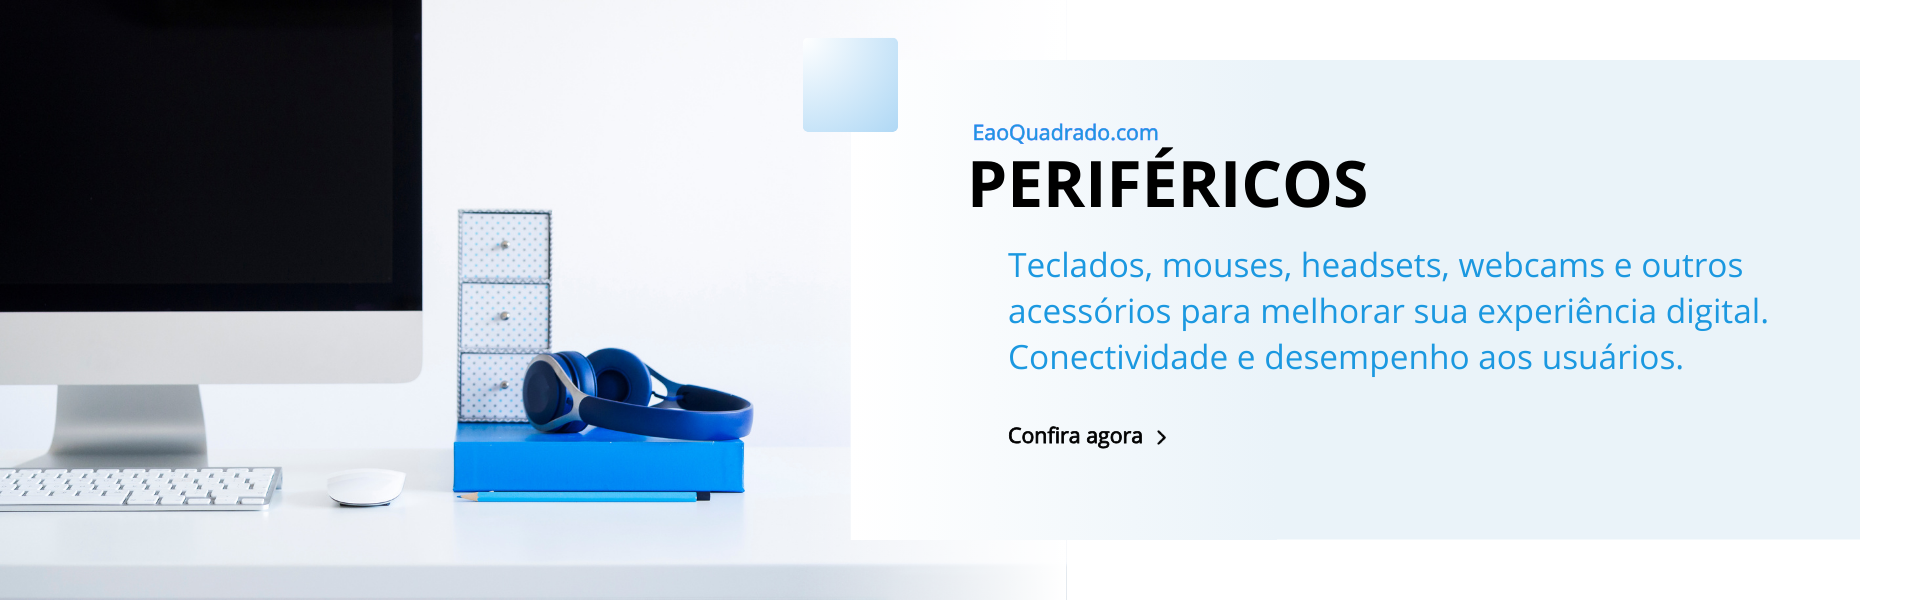 EaoQuadrado.com
PERIFÉRICOS
Teclados, mouses, headsets, webcams e outros
acessórios para melhorar sua experiência digital.
Conectividade e desempenho aos usuários.
Confira agora